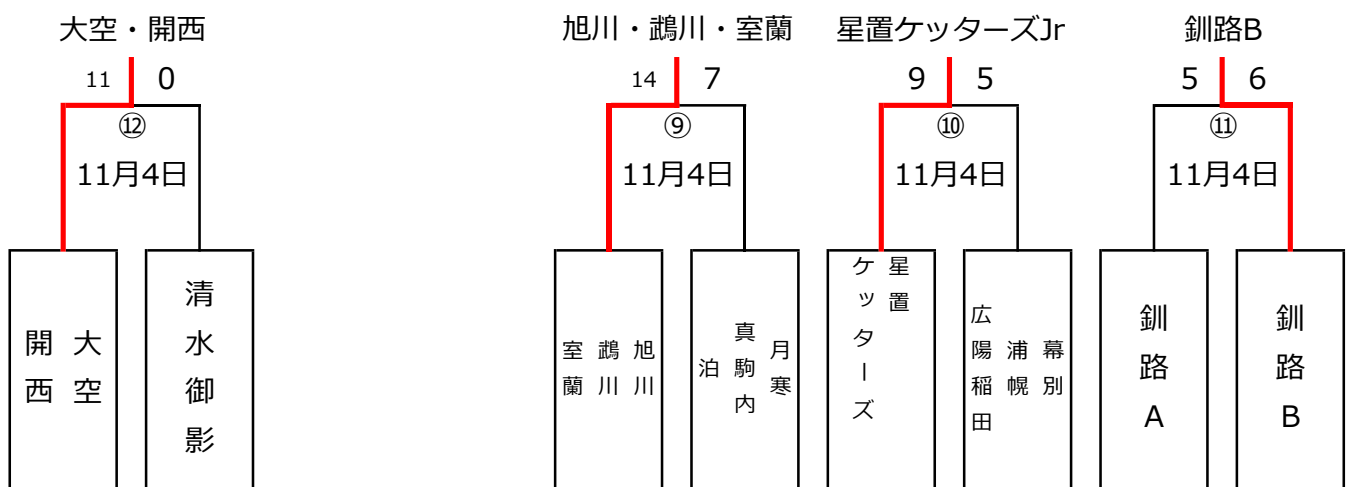 大空・開西
旭川・鵡川・室蘭
星置ケッターズJr
釧路B
11 0
14 7
9 5
5 6
⑫
⑨
⑩
⑪
11月4日
11月4日
11月4日
11月4日
大空
開西
清水御影
旭川
鵡川
室蘭
月寒
真駒内
泊
星置
ケッターズ
幕別
浦幌
広陽稲田
釧路A
釧路B